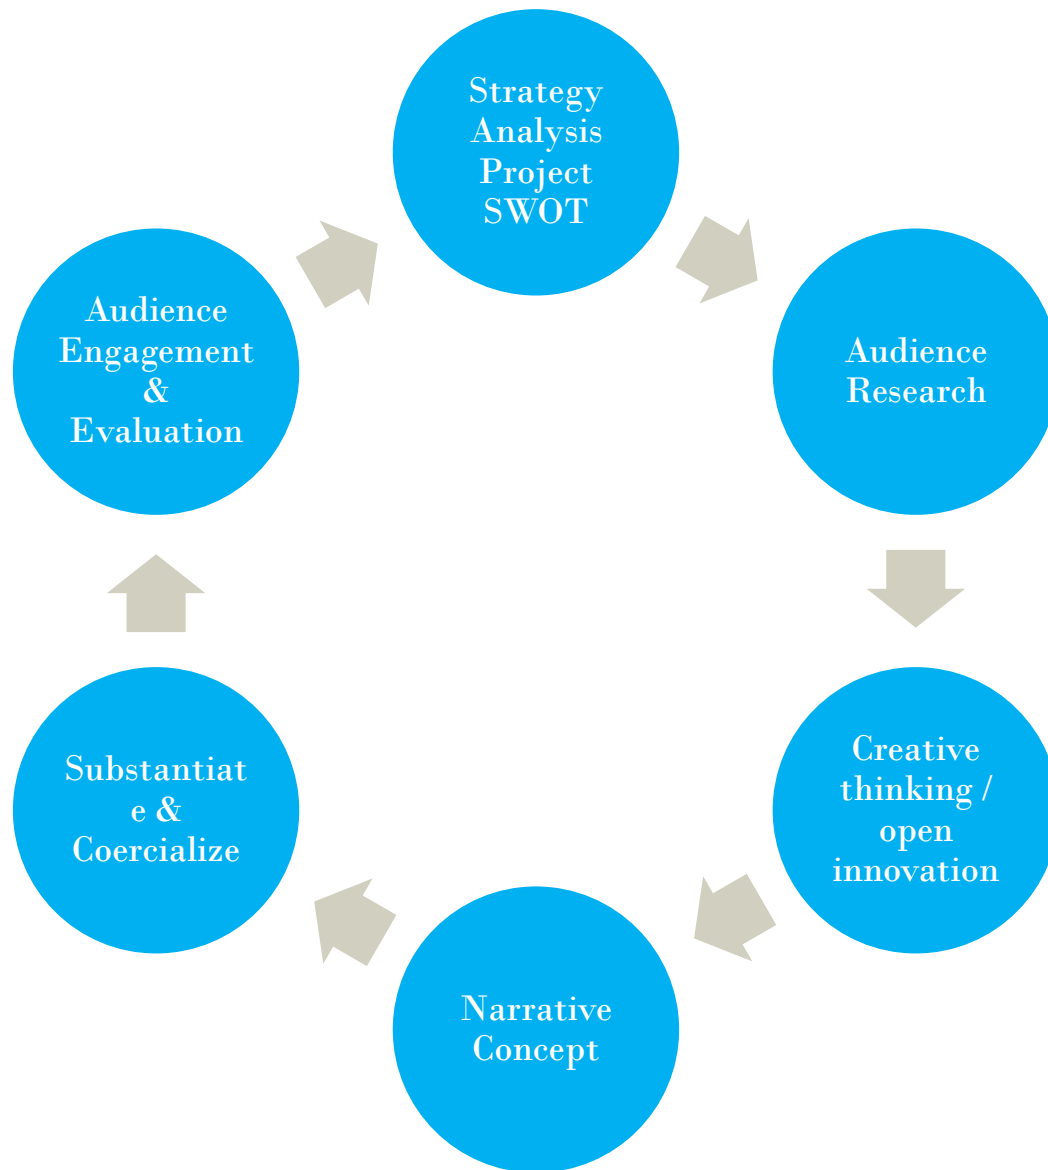 Strategy
Analysis
Project
SWOT
Audience
Research
Creative
thinking /
open
innovation
Narrative
Concept
Substantiat
e &
Coercialize
Audience
Engagement
&
Evaluation